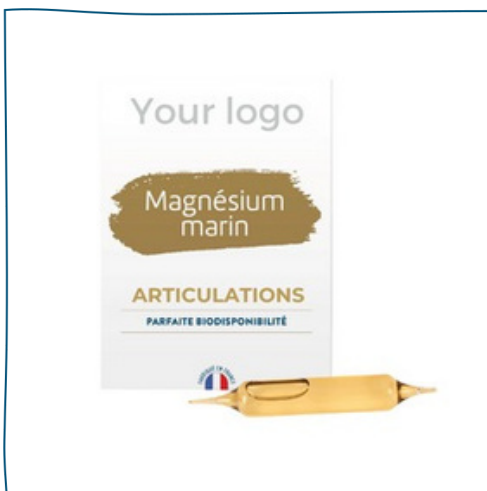 Your logo
Magnésium
marin
ARTICULATIONS
PARFAITE BIODISPONIBILITÉ